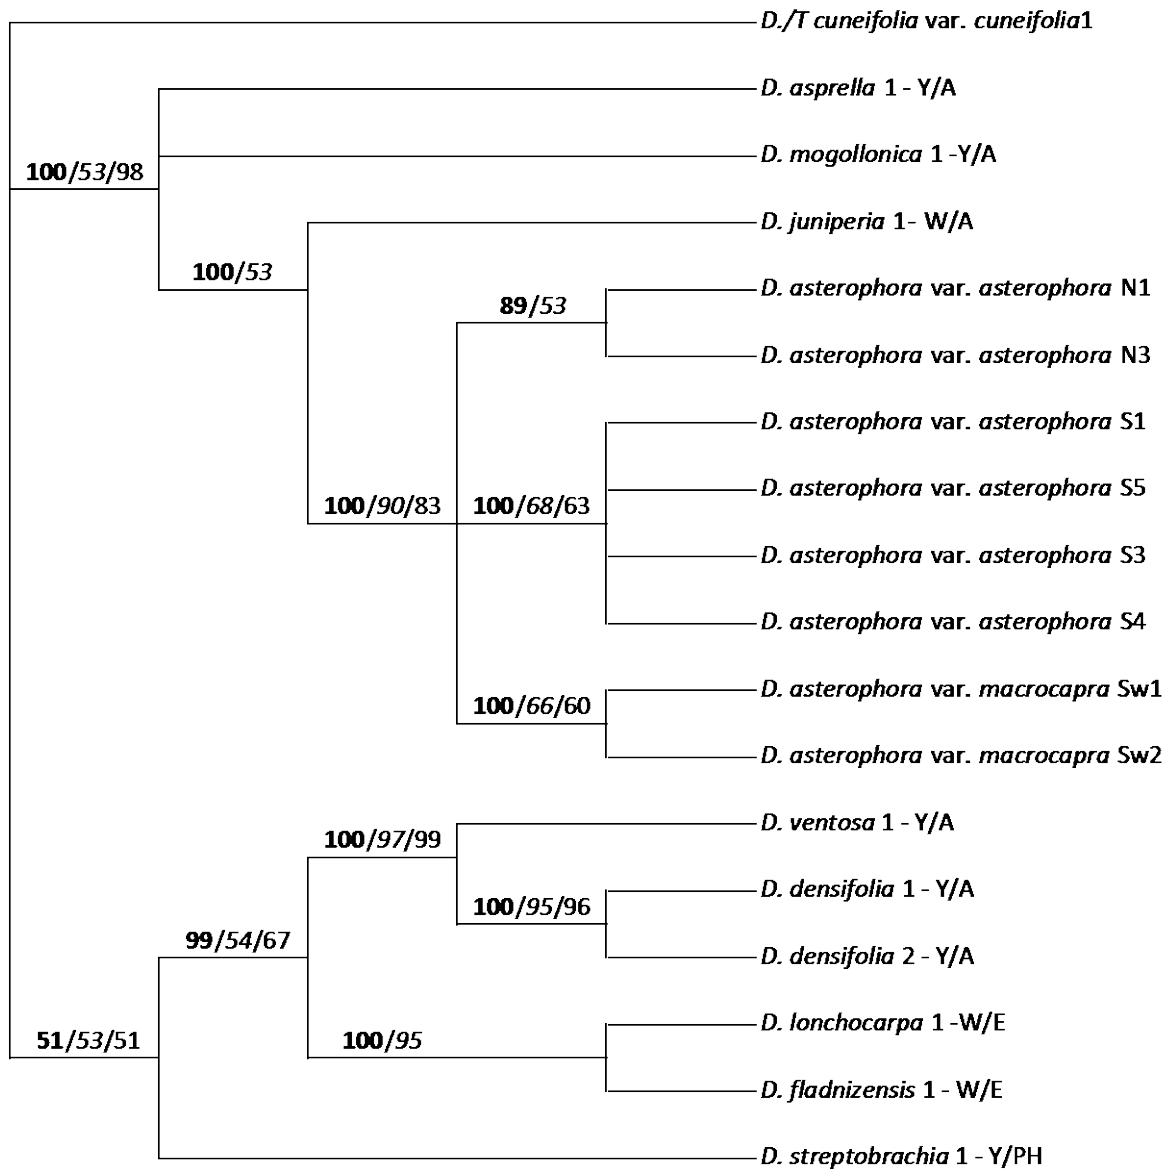 D./T cuneifolia var. cuneifolia1
D. asprella 1 - Y/A
D. mogollonica 1 -Y/A
100/53/98
D. juniperia 1- W/A
100/53
D. asterophora var. asterophora N1
89/53
D. asterophora var. asterophora N3
D. asterophora var. asterophora S1
D. asterophora var. asterophora S5
100/90/83
100/68/63
D. asterophora var. asterophora S3
D. asterophora var. asterophora S4
D. asterophora var. macrocapra Sw1
100/66/60
D. asterophora var. macrocapra Sw2
D. ventosa 1 - Y/A
100/97/99
D. densifolia 1 - Y/A
100/95/96
99/54/67
D. densifolia 2 - Y/A
D. lonchocarpa 1 -W/E
51/53/51
100/95
D. fladnizensis 1 - W/E
D. streptobrachia 1 - Y/PH